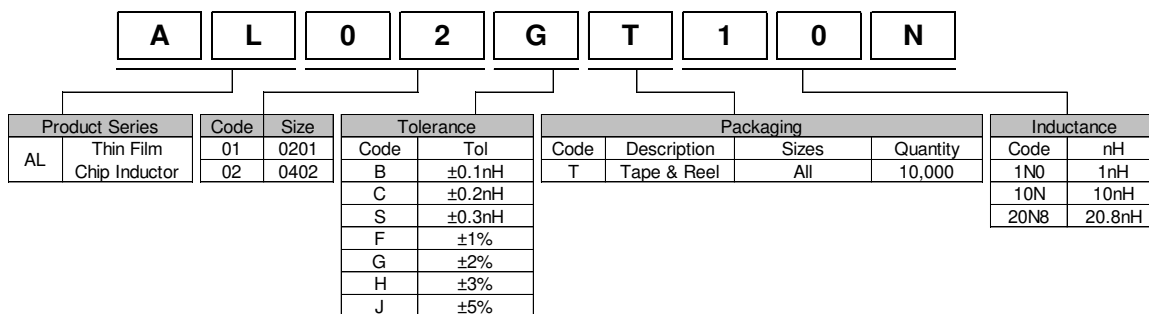 A L 0 2 G T 1 0 N
Product Series Code Size Tolerance Packaging Inductance
AL Thin Film 01 0201 Code Tol Code Description Sizes Quantity Code nH
Chip Inductor 02 0402 B ±0.1nH T Tape & Reel All 10,000 1N0 1nH
C ±0.2nH 10N 10nH
S ±0.3nH 20N8 20.8nH
F ±1%
G ±2%
H ±3%
J ±5%